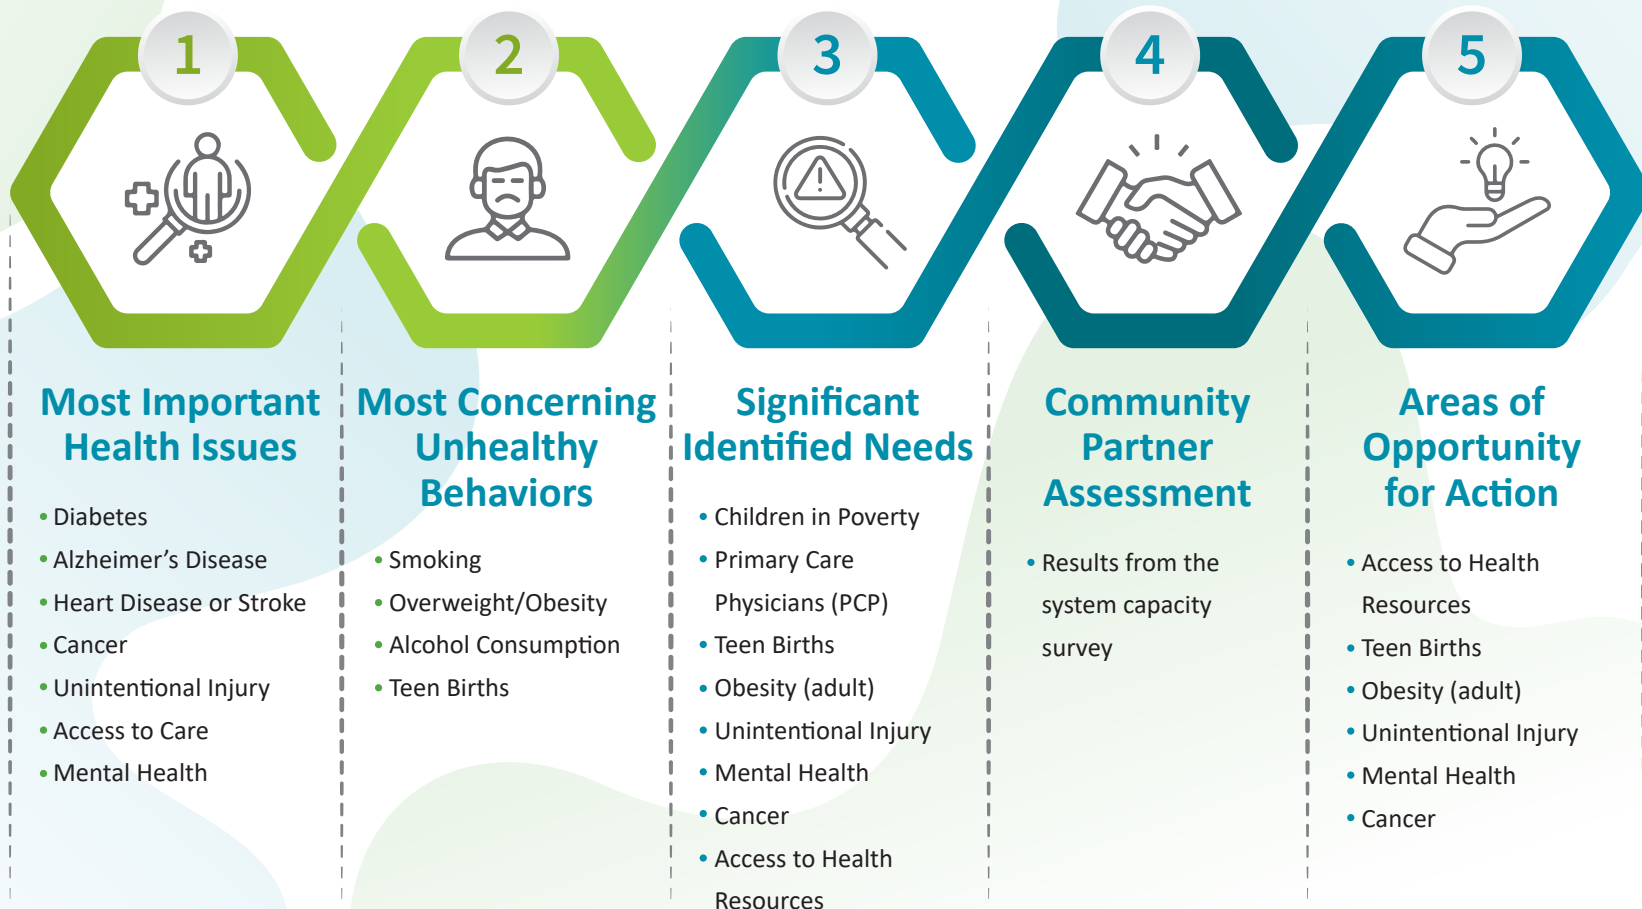 1
Most Important
Health Issues
• Diabetes
• Alzheimer’s Disease
• Heart Disease or Stroke
• Cancer
• Unintentional Injury
• Access to Care
• Mental Health
2
Most Concerning
Unhealthy
Behaviors
• Smoking
• Overweight/Obesity
• Alcohol Consumption
• Teen Births
3
Significant
Identified Needs
• Children in Poverty
• Primary Care
Physicians (PCP)
• Teen Births
• Obesity (adult)
• Unintentional Injury
• Mental Health
• Cancer
• Access to Health
Resources
4
Community
Partner
Assessment
• Results from the
system capacity
survey
5
Areas of
Opportunity
for Action
• Access to Health
Resources
• Teen Births
• Obesity (adult)
• Unintentional Injury
• Mental Health
• Cancer